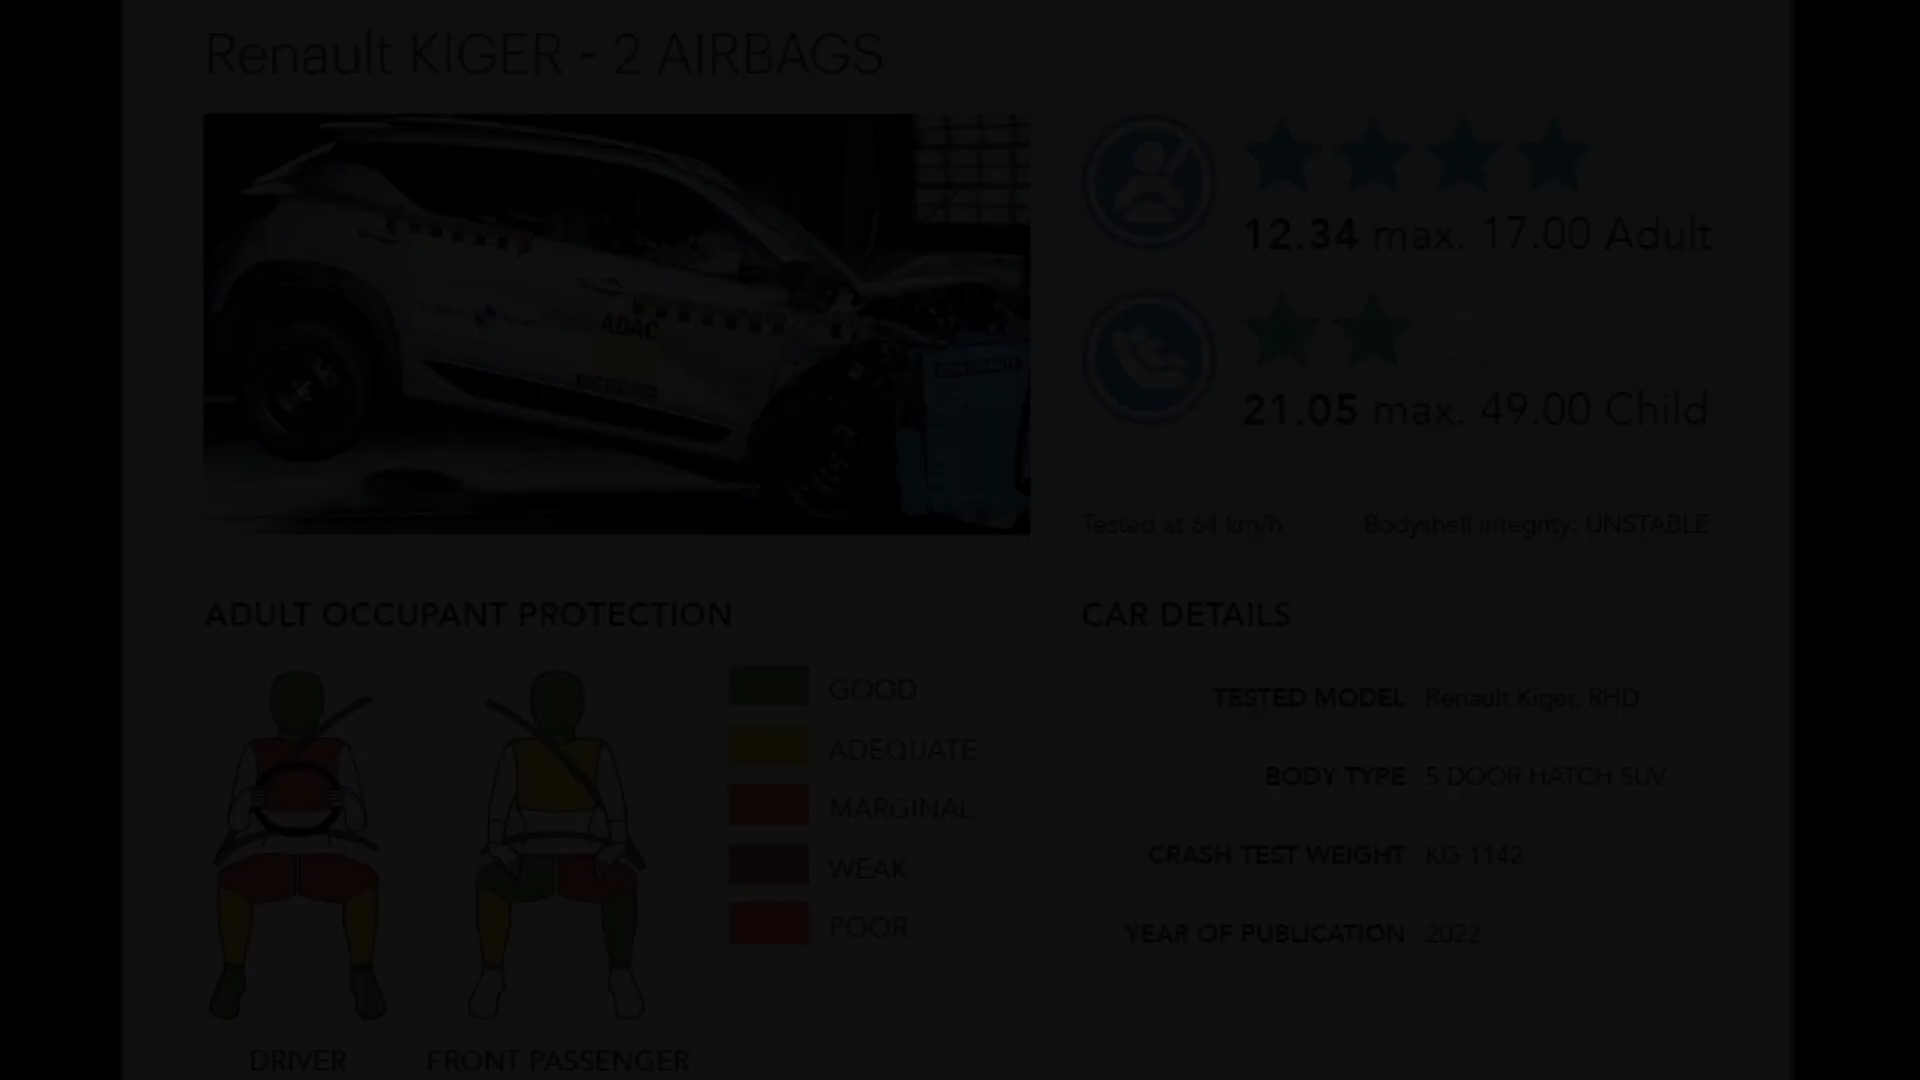 Renault KIGER - 2 AIRBAGS
12.34 max. 17.00 Adult
ADAC
21.05 max. 49.00 Child
Tested at 64 km/h
Bodyshell integrity: UNSTABLE
ADULT OCCUPANT PROTECTION
CAR DETAILS
GOOD
ADEQUATE
MARGINAL
WEAK
POOR
TESTED MODEL Renault Kiger, RHD
BODY TYPE 5 DOOR HATCH SUV
CRASH TEST WEIGHT KG 1142
YEAR OF PUBLICATION 2022
DRIVER
FRONT PASSENGER